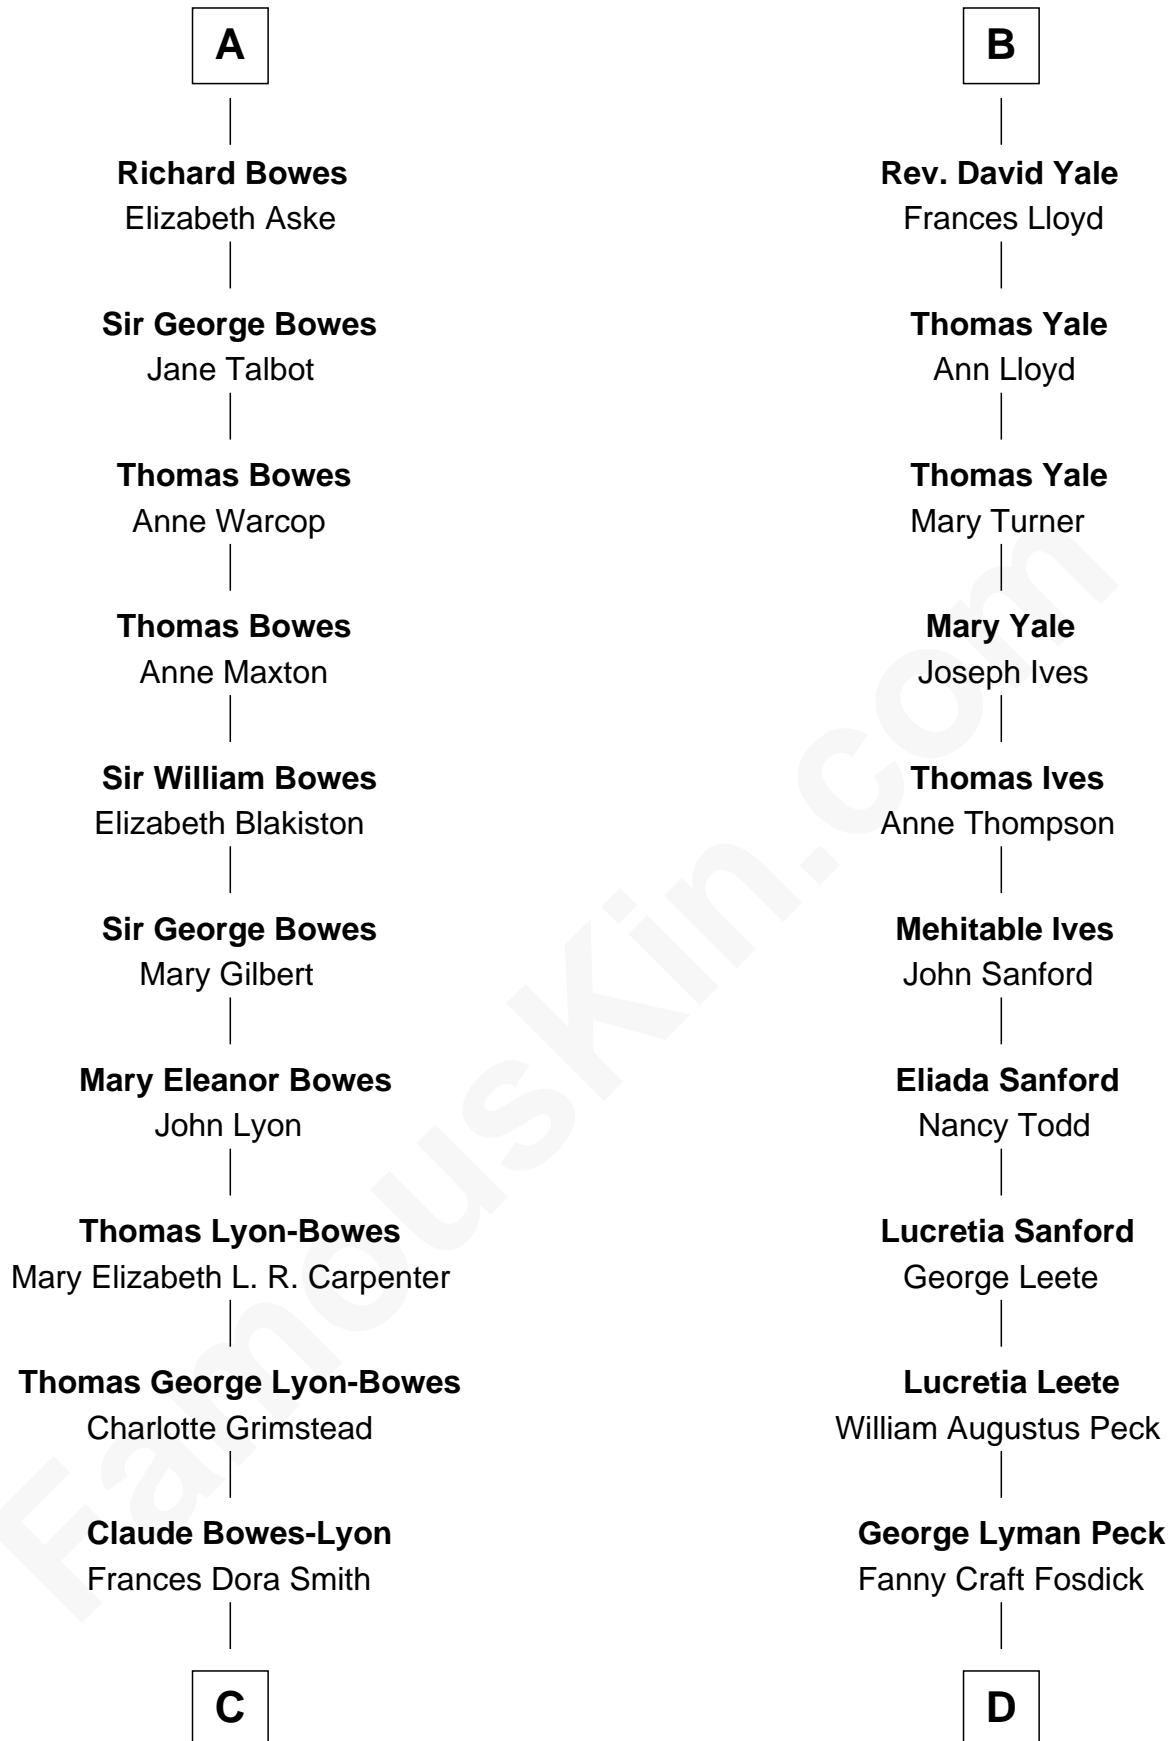 A
Richard Bowes
Elizabeth Aske
Sir George Bowes
Jane Talbot
Thomas Bowes
Anne Warcop
Thomas Bowes
Anne Maxton
Sir William Bowes
Elizabeth Blakiston
Sir George Bowes
Mary Gilbert
Mary Eleanor Bowes
John Lyon
Thomas Lyon-Bowes
Mary Elizabeth L. R. Carpenter
Thomas George Lyon-Bowes
Charlotte Grimstead
Claude Bowes-Lyon
Frances Dora Smith
C
B
Rev. David Yale
Frances Lloyd
Thomas Yale
Ann Lloyd
Thomas Yale
Mary Turner
Mary Yale
Joseph Ives
Thomas Ives
Anne Thompson
Mehitable Ives
John Sanford
Eliada Sanford
Nancy Todd
Lucretia Sanford
George Leete
Lucretia Leete
William Augustus Peck
George Lyman Peck
Fanny Craft Fosdick
D
FamousKin.com